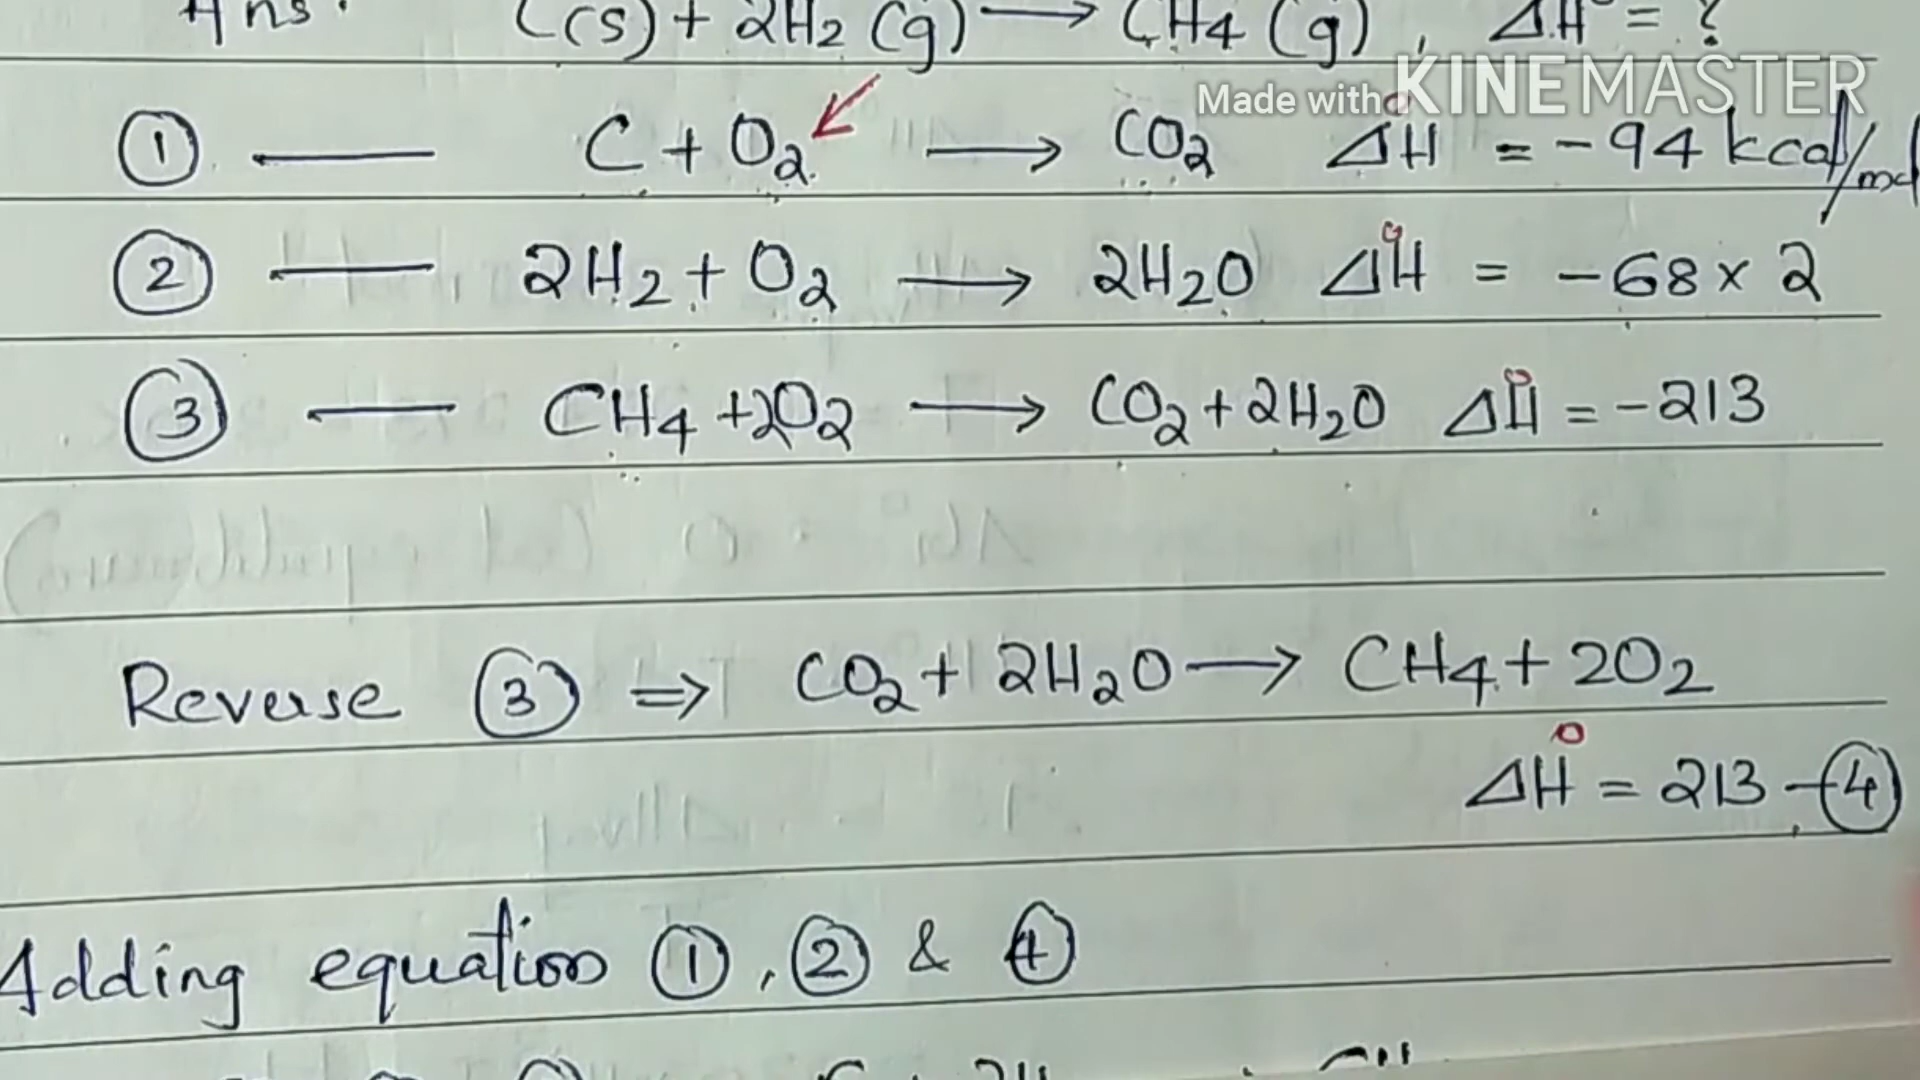 Ans. C(s) + 2H2 (g) → CH4 (g), ΔH° = ?
Made with KINEMASTER
① — C + O2 → CO2 ΔH° = -94 kcal/mol
② — 2H2 + O2 → 2H2O ΔH° = -68 x 2
③ — CH4 + 2O2 → CO2 + 2H2O ΔH° = -213
Reverse ③ ⇒ CO2 + 2H2O → CH4 + 2O2
ΔH° = 213 - ④
Adding equation ①, ② & ④